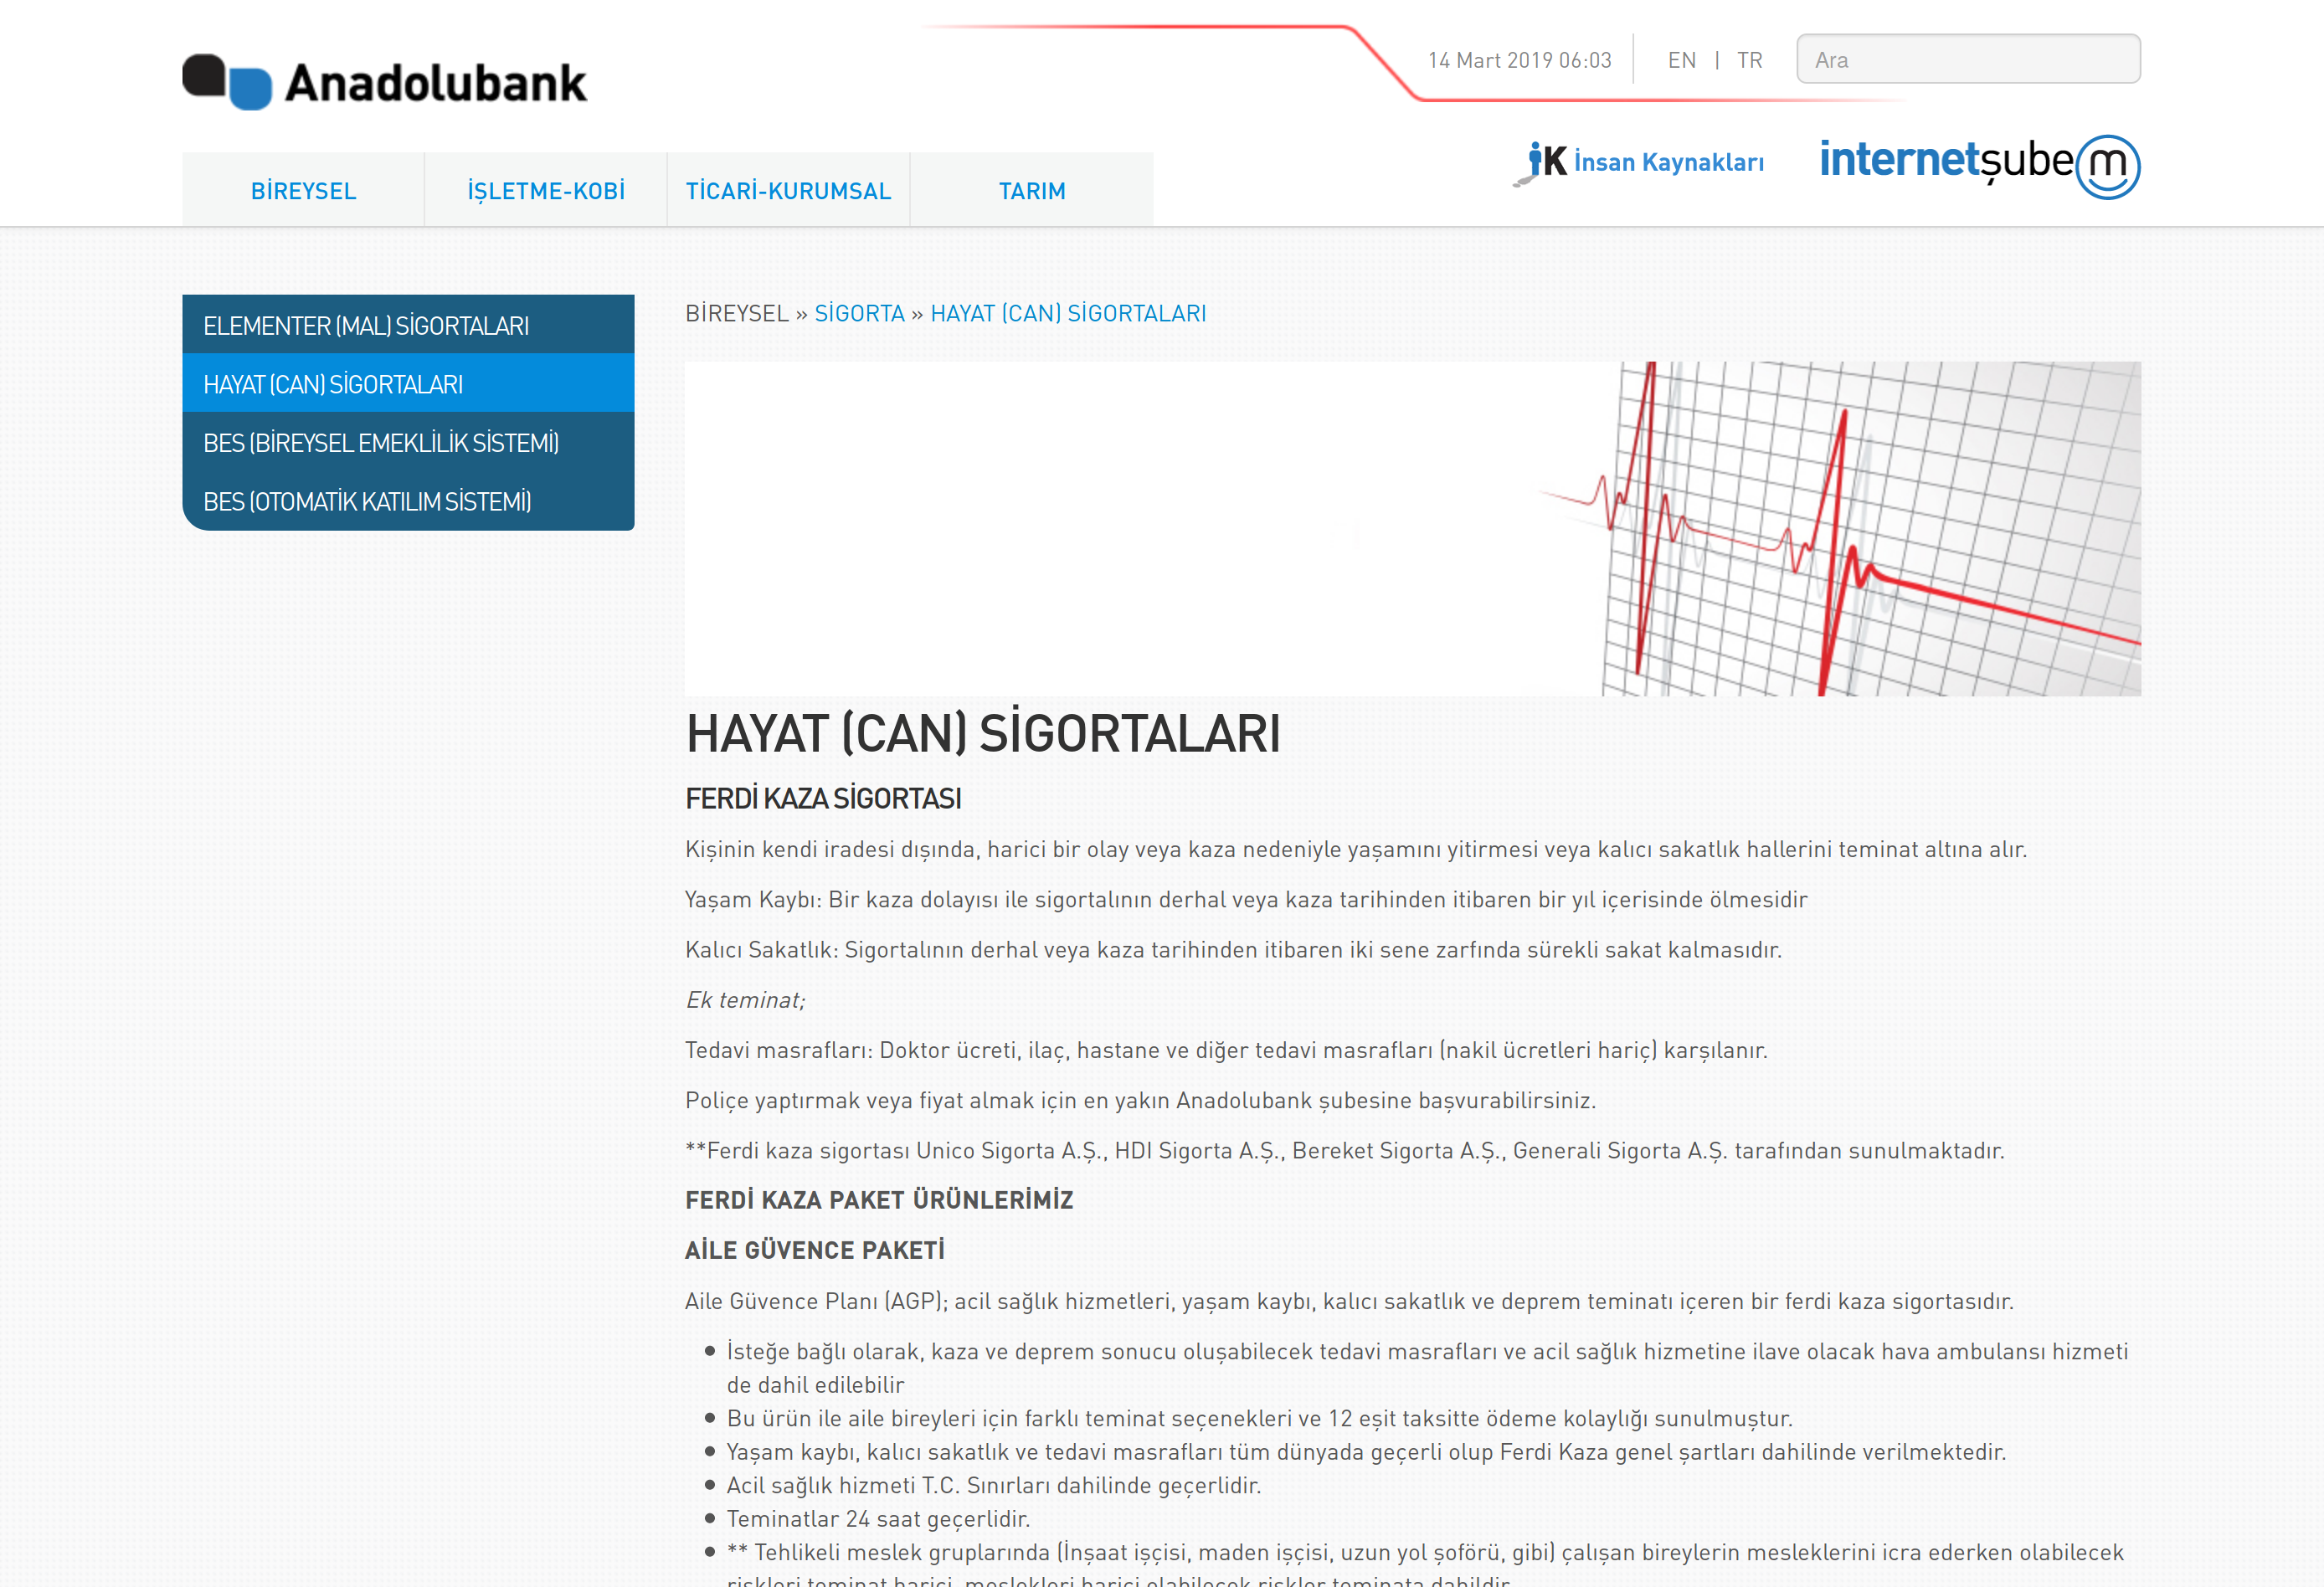 Anadolubank
14 Mart 2019 06:03
EN | TR
Ara
BİREYSEL
İŞLETME-KOBİ
TİCARİ-KURUMSAL
TARIM
iK İnsan Kaynakları
internetşubem
ELEMENTER (MAL) SİGORTALARI
HAYAT (CAN) SİGORTALARI
BES (BİREYSEL EMEKLİLİK SİSTEMİ)
BES (OTOMATİK KATILIM SİSTEMİ)
BİREYSEL » SİGORTA » HAYAT (CAN) SİGORTALARI
HAYAT (CAN) SİGORTALARI
FERDİ KAZA SİGORTASI
Kişinin kendi iradesi dışında, harici bir olay veya kaza nedeniyle yaşamını yitirmesi veya kalıcı sakatlık hallerini teminat altına alır.
Yaşam Kaybı: Bir kaza dolayısı ile sigortalının derhal veya kaza tarihinden itibaren bir yıl içerisinde ölmesidir
Kalıcı Sakatlık: Sigortalının derhal veya kaza tarihinden itibaren iki sene zarfında sürekli sakat kalmasıdır.
Ek teminat;
Tedavi masrafları: Doktor ücreti, ilaç, hastane ve diğer tedavi masrafları (nakil ücretleri hariç) karşılanır.
Poliçe yaptırmak veya fiyat almak için en yakın Anadolubank şubesine başvurabilirsiniz.
**Ferdi kaza sigortası Unico Sigorta A.Ş., HDI Sigorta A.Ş., Bereket Sigorta A.Ş., Generali Sigorta A.Ş. tarafından sunulmaktadır.
FERDİ KAZA PAKET ÜRÜNLERİMİZ
AİLE GÜVENCE PAKETİ
Aile Güvence Planı (AGP); acil sağlık hizmetleri, yaşam kaybı, kalıcı sakatlık ve deprem teminatı içeren bir ferdi kaza sigortasıdır.
● İsteğe bağlı olarak, kaza ve deprem sonucu oluşabilecek tedavi masrafları ve acil sağlık hizmetine ilave olacak hava ambulansı hizmeti
de dahil edilebilir
● Bu ürün ile aile bireyleri için farklı teminat seçenekleri ve 12 eşit taksitte ödeme kolaylığı sunulmuştur.
● Yaşam kaybı, kalıcı sakatlık ve tedavi masrafları tüm dünyada geçerli olup Ferdi Kaza genel şartları dahilinde verilmektedir.
● Acil sağlık hizmeti T.C. Sınırları dahilinde geçerlidir.
● Teminatlar 24 saat geçerlidir.
● ** Tehlikeli meslek gruplarında (İnşaat işçisi, maden işçisi, uzun yol şoförü, gibi) çalışan bireylerin mesleklerini icra ederken olabilecek
riskleri teminat harici, meslekleri harici olabilecek riskler teminata dahildir